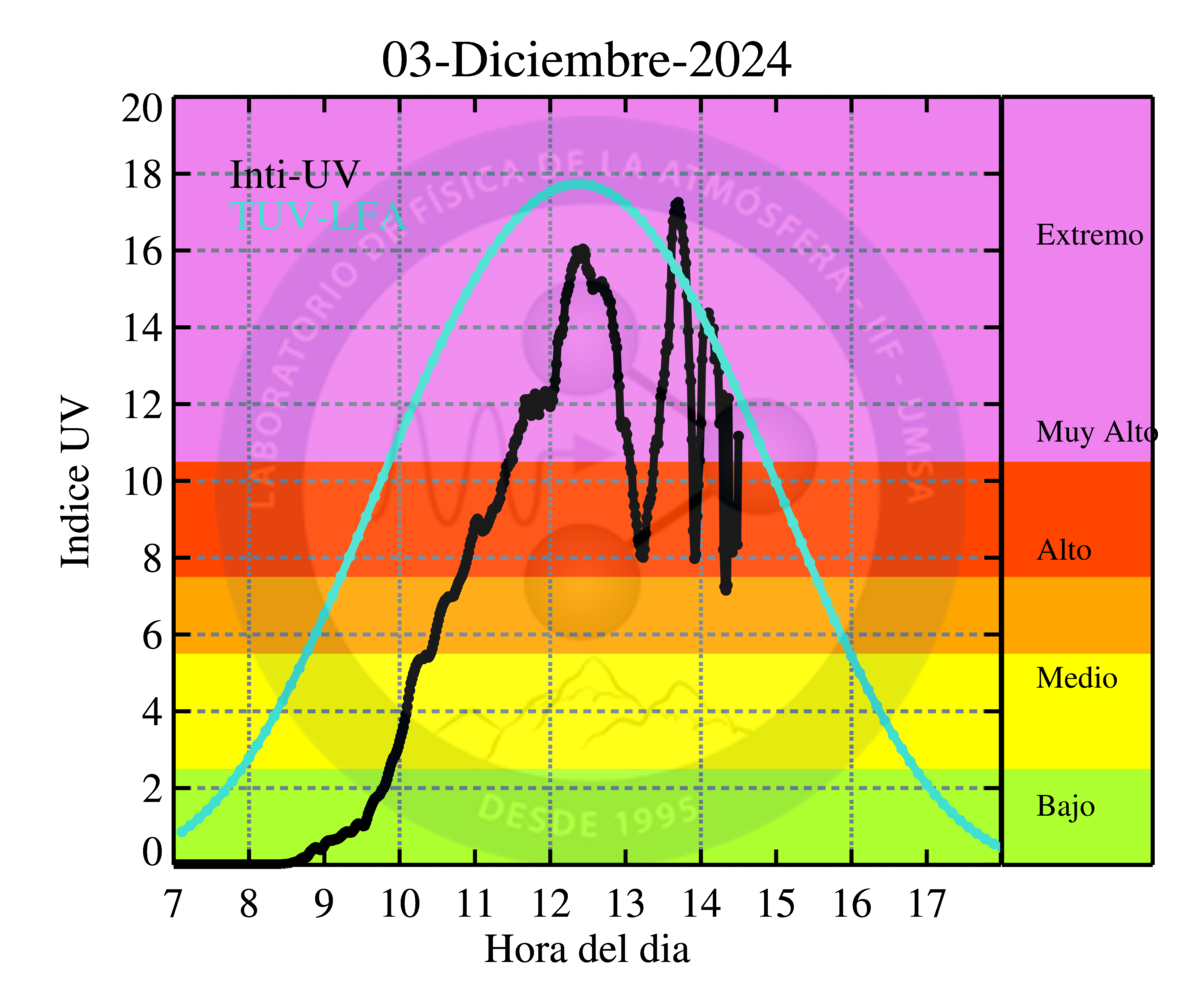 03-Diciembre-2024
20
18
16
14
12
10
8
6
4
2
0
Indice UV
Inti-UV
TUV-LFA
LABORATORIO DE FÍSICA DE LA ATMÓSFERA - IIF - UMSA
DESDE 1995
Extremo
Muy Alto
Alto
Medio
Bajo
7 8 9 10 11 12 13 14 15 16 17
Hora del dia